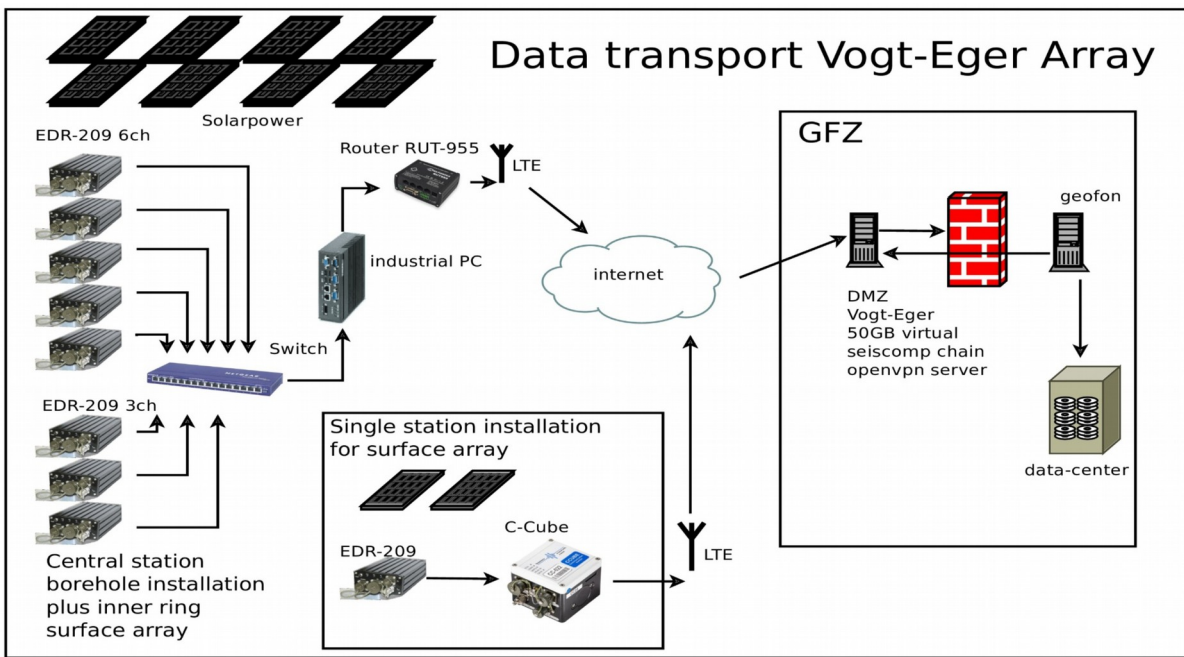 Data transport Vogt-Eger Array
Solarpower
EDR-209 6ch
Router RUT-955
LTE
industrial PC
Switch
NETGEAR
internet
EDR-209 3ch
Central station
borehole installation
plus inner ring
surface array
Single station installation
for surface array
EDR-209
C-Cube
LTE
GFZ
geofon
DMZ
Vogt-Eger
50GB virtual
seiscomp chain
openvpn server
data-center